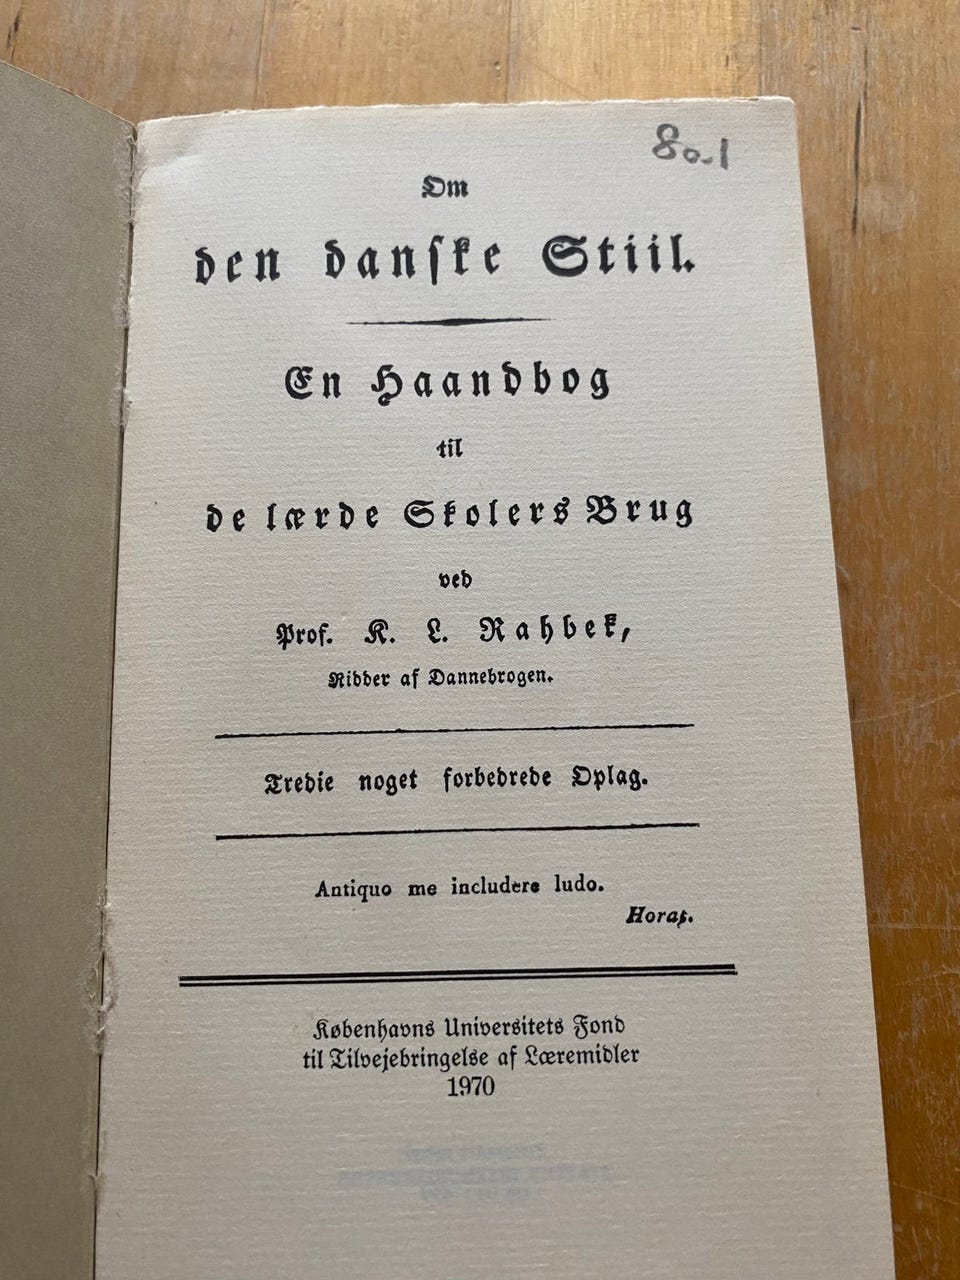 80.1
Om
den danſke Stiil.
En Haandbog
til
de lærde Skolers Brug
ved
Prof. K. L. Rahbek,
Ridder af Dannebrogen.
Tredie noget forbedrede Oplag.
Antiquo me includere ludo.
Horaz.
Københavns Universitets Fond
til Tilvejebringelse af Læremidler
1970